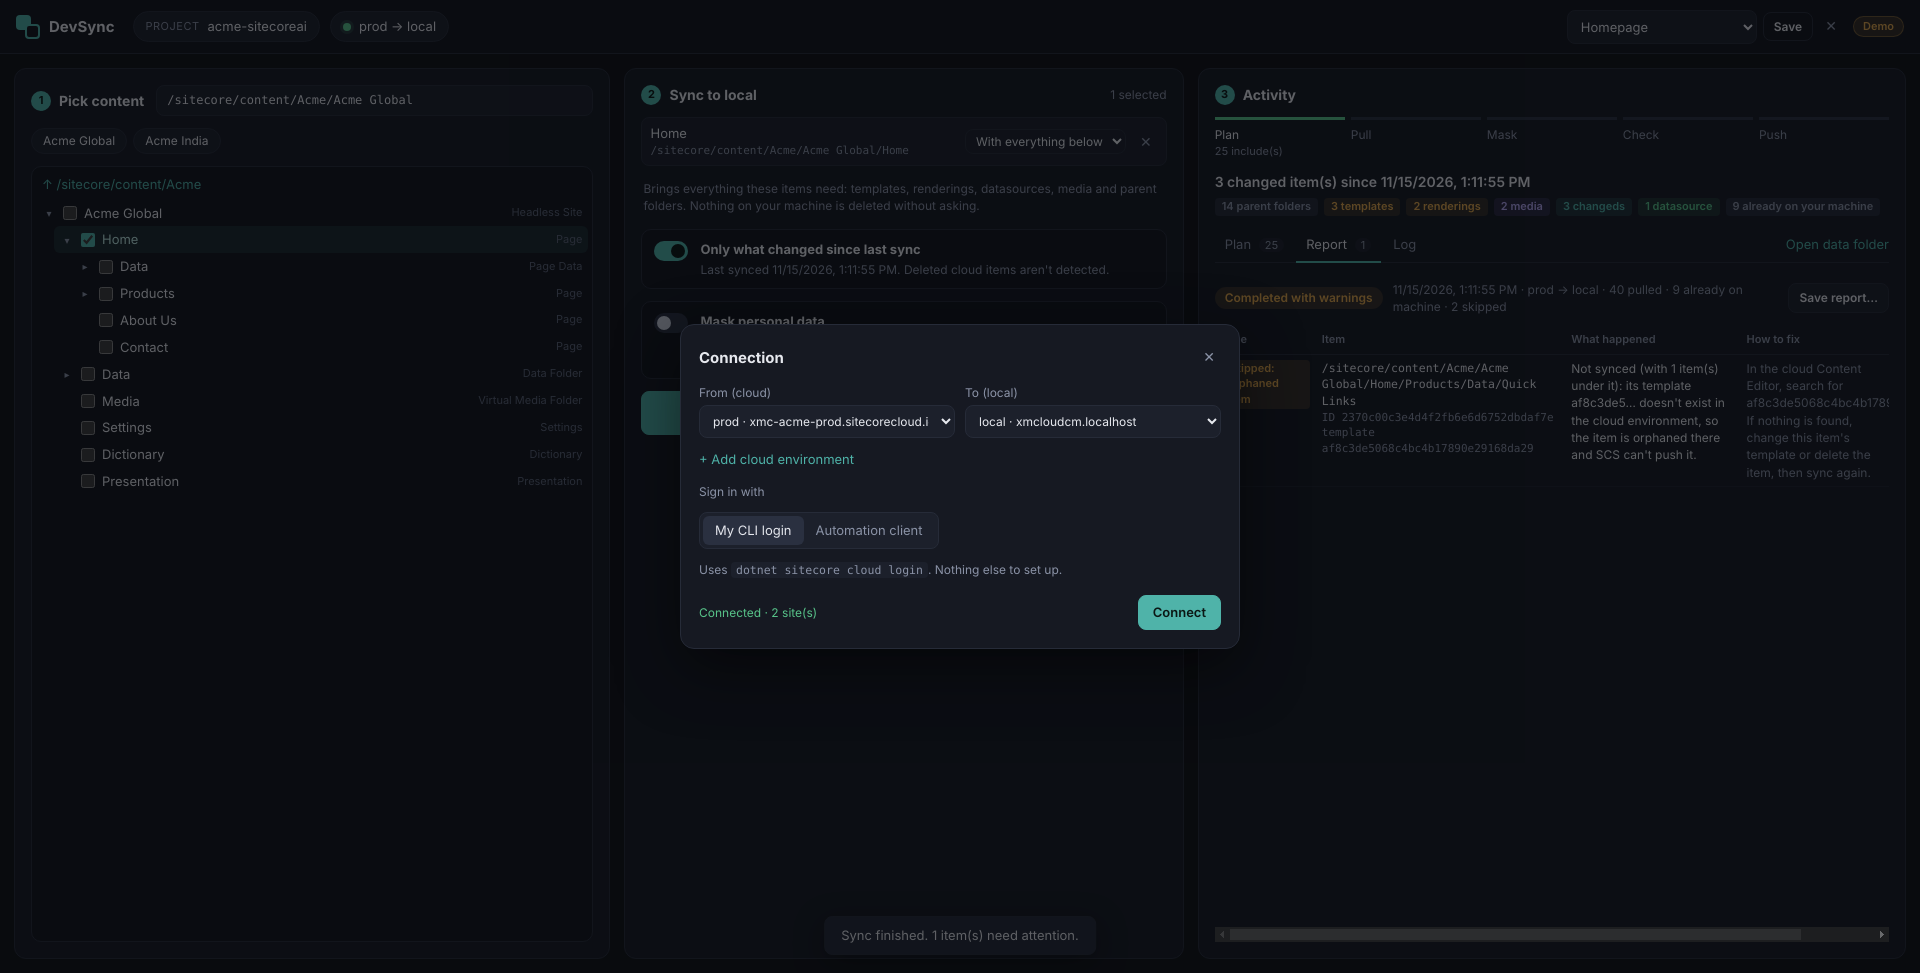 DevSync
PROJECT acme-sitecoreai
prod → local
Homepage
Save
×
Demo
1 Pick content
/sitecore/content/Acme/Acme Global
Acme Global
Acme India
↑ /sitecore/content/Acme
Acme Global Headless Site
Home Page
Data Page Data
Products Page
About Us Page
Contact Page
Data Data Folder
Media Virtual Media Folder
Settings Settings
Dictionary Dictionary
Presentation Presentation
2 Sync to local
1 selected
Home
/sitecore/content/Acme/Acme Global/Home
With everything below
×
Brings everything these items need: templates, renderings, datasources, media and parent
folders. Nothing on your machine is deleted without asking.
Only what changed since last sync
Last synced 11/15/2026, 1:11:55 PM. Deleted cloud items aren't detected.
Mask personal data
Connection
×
From (cloud)
To (local)
prod · xmc-acme-prod.sitecorecloud.i
local · xmcloudcm.localhost
+ Add cloud environment
Sign in with
My CLI login
Automation client
Uses dotnet sitecore cloud login. Nothing else to set up.
Connected · 2 site(s)
Connect
Sync finished. 1 item(s) need attention.
3 Activity
Plan
25 include(s)
Pull
Mask
Check
Push
3 changed item(s) since 11/15/2026, 1:11:55 PM
14 parent folders
3 templates
2 renderings
2 media
3 changeds
1 datasource
9 already on your machine
Plan 25
Report 1
Log
Open data folder
Completed with warnings
11/15/2026, 1:11:55 PM · prod → local · 40 pulled · 9 already on
machine · 2 skipped
Save report...
Item
What happened
How to fix
/sitecore/content/Acme/Acme
Global/Home/Products/Data/Quick
Links
ID 2370c00c3e4d4f2fb6e6d6752dbdaf7e
template
af8c3de5068c4bc4b17890e29168da29
Not synced (with 1 item(s)
under it): its template
af8c3de5... doesn't exist in
the cloud environment, so
the item is orphaned there
and SCS can't push it.
In the cloud Content
Editor, search for
af8c3de5068c4bc4b1789
If nothing is found,
change this item's
template or delete the
item, then sync again.